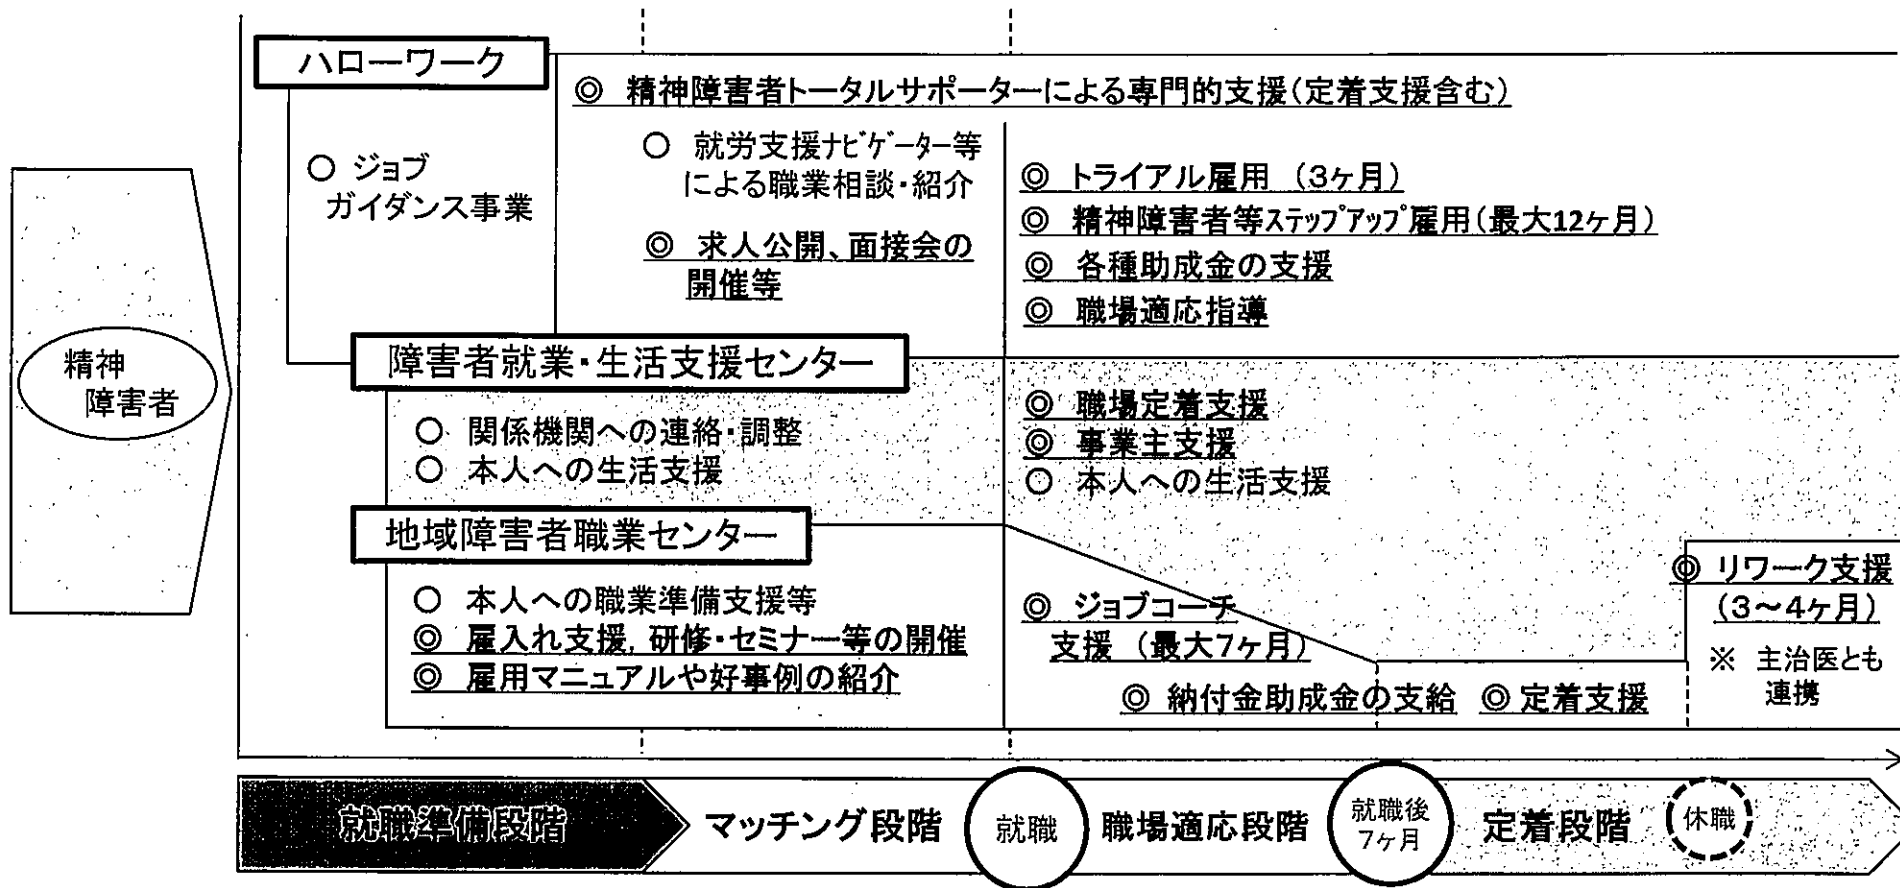 ハローワーク
◎ 精神障害者トータルサポーターによる専門的支援(定着支援含む)
○ ジョブ
ガイダンス事業
○ 就労支援ナビゲーター等
による職業相談・紹介
◎ 求人公開、面接会の
開催等
◎ トライアル雇用 (3ヶ月)
◎ 精神障害者等ステップアップ雇用(最大12ヶ月)
◎ 各種助成金の支援
◎ 職場適応指導
精神
障害者
障害者就業・生活支援センター
○ 関係機関への連絡・調整
○ 本人への生活支援
◎ 職場定着支援
◎ 事業主支援
○ 本人への生活支援
地域障害者職業センター
○ 本人への職業準備支援等
◎ 雇入れ支援,研修・セミナー等の開催
◎ 雇用マニュアルや好事例の紹介
◎ ジョブコーチ
支援 (最大7ヶ月)
◎ 納付金助成金の支給
◎ 定着支援
◎ リワーク支援
(3～4ヶ月)
※ 主治医とも
連携
就職準備段階
マッチング段階
就職
職場適応段階
就職後
7ヶ月
定着段階
休職